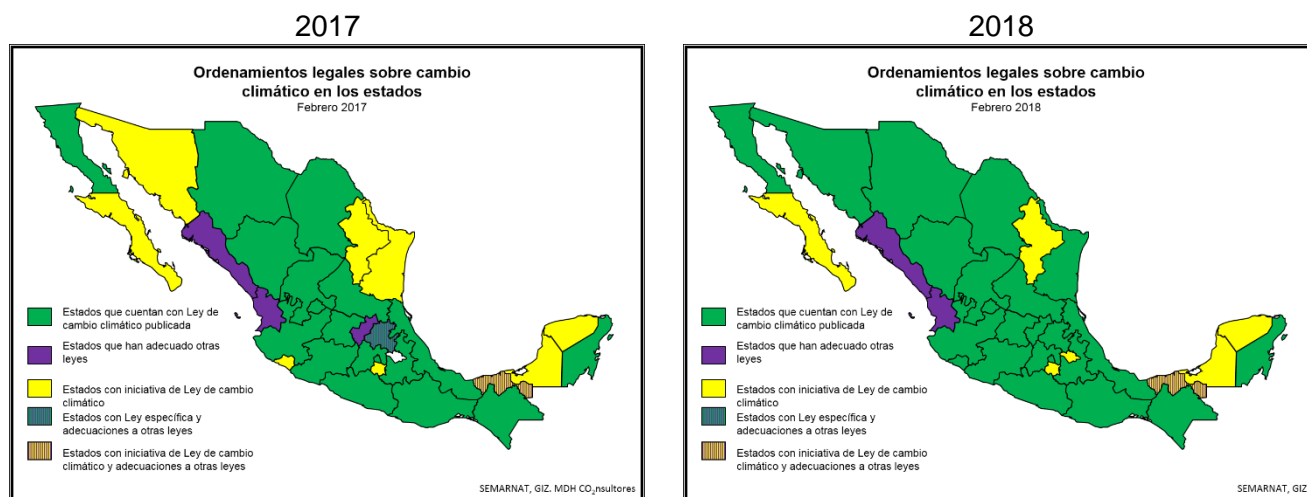 2017
Ordenamientos legales sobre cambio
climático en los estados
Febrero 2017
Estados que cuentan con Ley de
cambio climático publicada
Estados que han adecuado otras
leyes
Estados con iniciativa de Ley de cambio
climático
Estados con Ley específica y
adecuaciones a otras leyes
Estados con iniciativa de Ley de cambio
climático y adecuaciones a otras leyes
SEMARNAT, GIZ. MDH CO2nsultores
2018
Ordenamientos legales sobre cambio
climático en los estados
Febrero 2018
Estados que cuentan con Ley de
cambio climático publicada
Estados que han adecuado otras
leyes
Estados con iniciativa de Ley de cambio
climático
Estados con Ley específica y
adecuaciones a otras leyes
Estados con iniciativa de Ley de cambio
climático y adecuaciones a otras leyes
SEMARNAT, GIZ